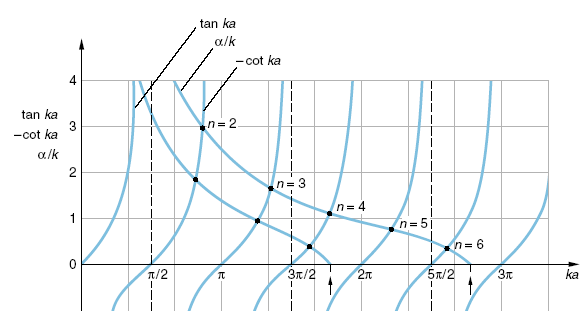 tan ka
α/k
−cot ka
4
n = 2
tan ka
3
−cot ka
α/k
2
n = 3
n = 4
1
n = 5
n = 6
0
π/2
π
3π/2
2π
5π/2
3π
ka